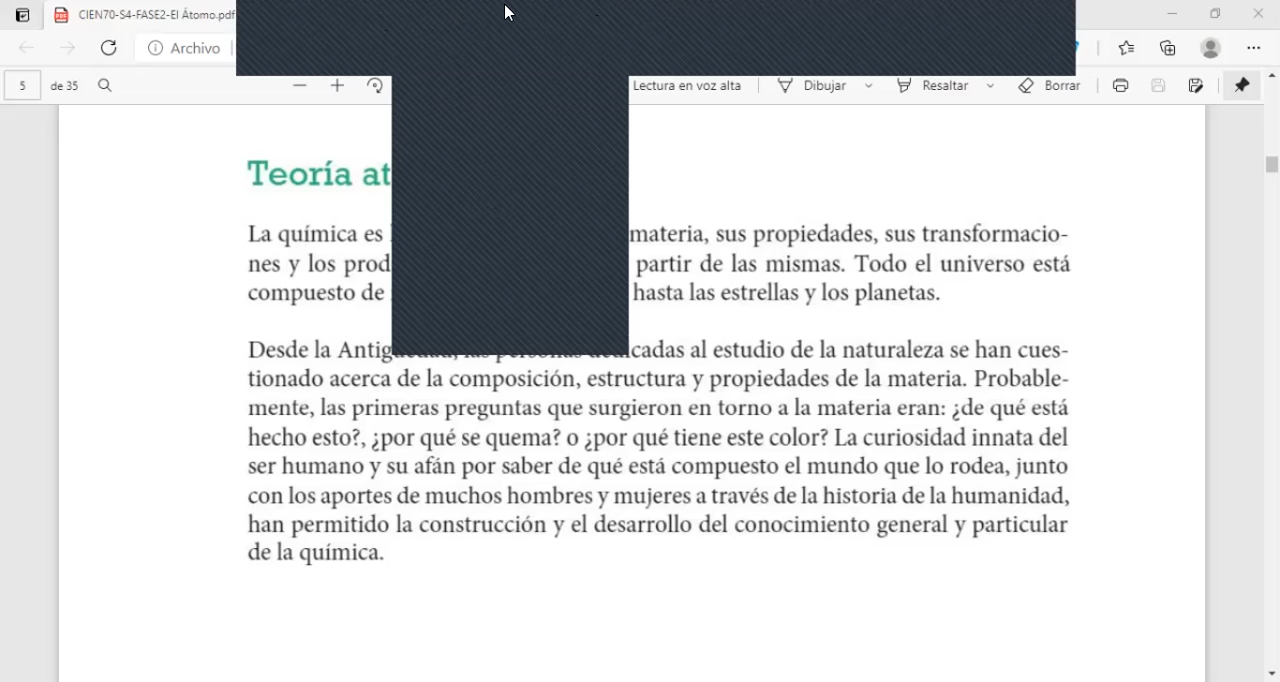 CIEN70-S4-FASE2-El Átomo.pdf
Archivo
5 de 35 Lectura en voz alta Dibujar Resaltar Borrar
Teoría
La química es materia, sus propiedades, sus transformacio-
nes y los partir de las mismas. Todo el universo está
compuesto de hasta las estrellas y los planetas.
Desde la al estudio de la naturaleza se han cues-
tionado acerca de la composición, estructura y propiedades de la materia. Probable-
mente, las primeras preguntas que surgieron en torno a la materia eran: ¿de qué está
hecho esto?, ¿por qué se quema? o ¿por qué tiene este color? La curiosidad innata del
ser humano y su afán por saber de qué está compuesto el mundo que lo rodea, junto
con los aportes de muchos hombres y mujeres a través de la historia de la humanidad,
han permitido la construcción y el desarrollo del conocimiento general y particular
de la química.